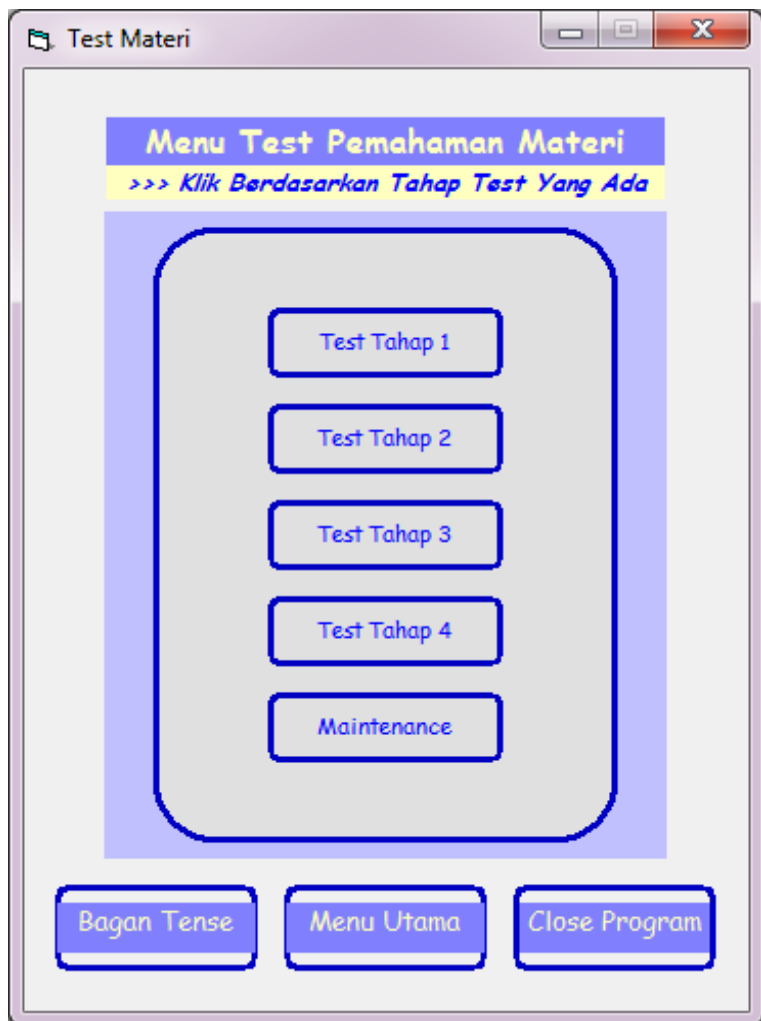 Test Materi
Menu Test Pemahaman Materi
>>> Klik Berdasarkan Tahap Test Yang Ada
Test Tahap 1
Test Tahap 2
Test Tahap 3
Test Tahap 4
Maintenance
Bagan Tense Menu Utama Close Program